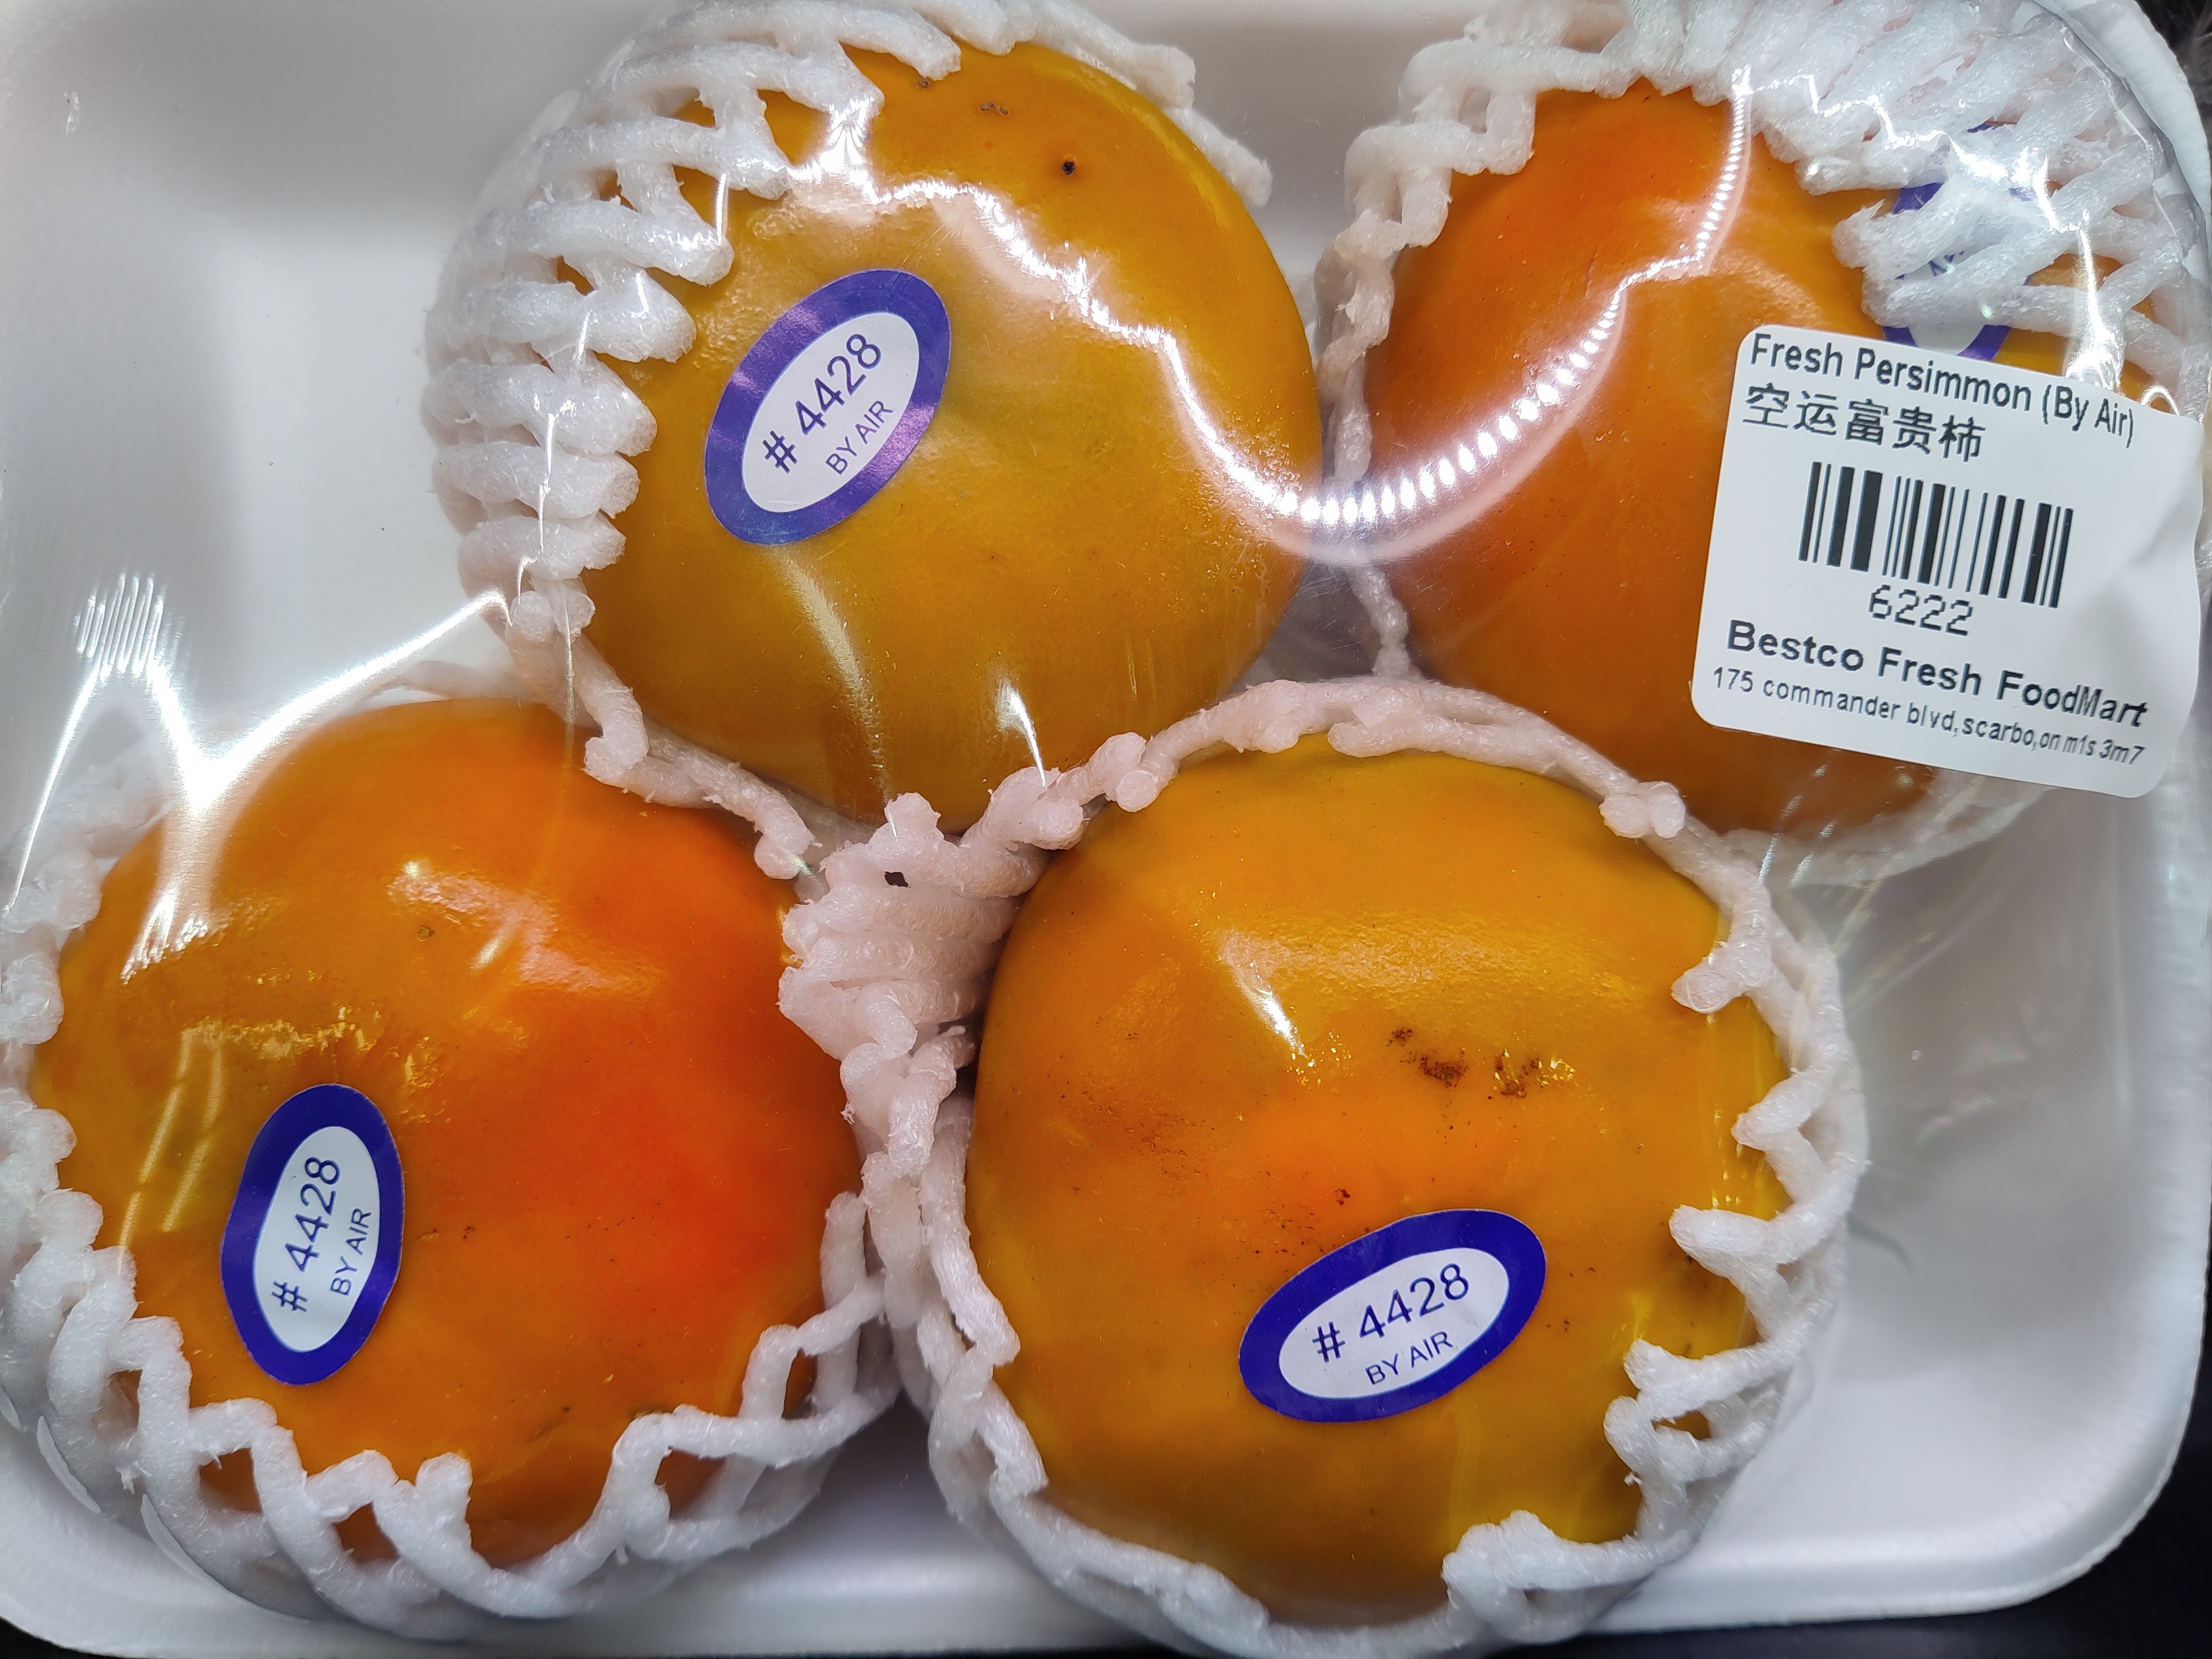 # 4428
BY AIR
Fresh Persimmon (By Air)
空运富贵柿
6222
Bestco Fresh FoodMart
175 commander blvd,scarbo,on m1s 3m7
# 4428
BY AIR
# 4428
BY AIR